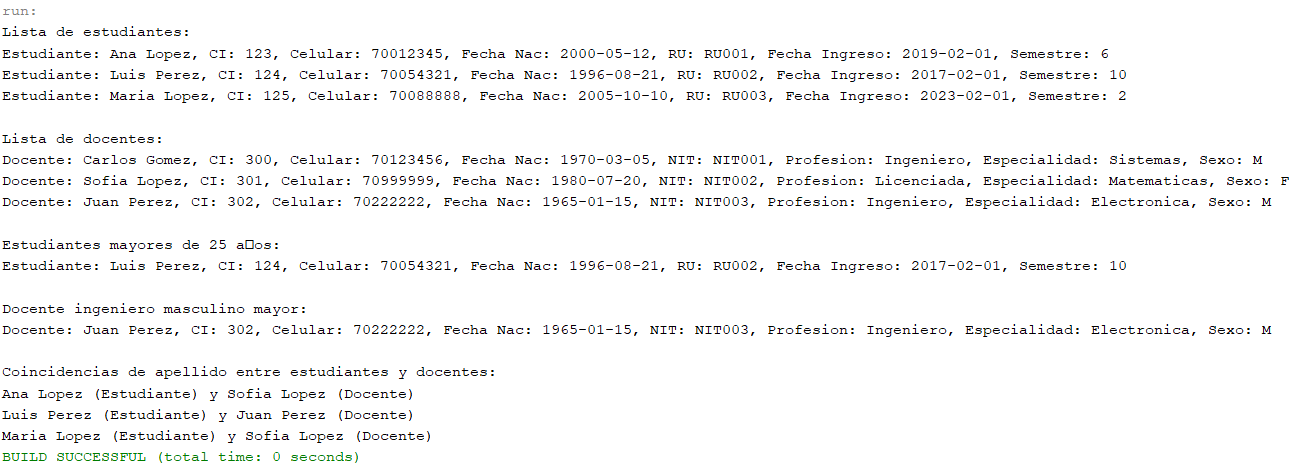 run:
Lista de estudiantes:
Estudiante: Ana Lopez, CI: 123, Celular: 70012345, Fecha Nac: 2000-05-12, RU: RU001, Fecha Ingreso: 2019-02-01, Semestre: 6
Estudiante: Luis Perez, CI: 124, Celular: 70054321, Fecha Nac: 1996-08-21, RU: RU002, Fecha Ingreso: 2017-02-01, Semestre: 10
Estudiante: Maria Lopez, CI: 125, Celular: 70088888, Fecha Nac: 2005-10-10, RU: RU003, Fecha Ingreso: 2023-02-01, Semestre: 2
Lista de docentes:
Docente: Carlos Gomez, CI: 300, Celular: 70123456, Fecha Nac: 1970-03-05, NIT: NIT001, Profesion: Ingeniero, Especialidad: Sistemas, Sexo: M
Docente: Sofia Lopez, CI: 301, Celular: 70999999, Fecha Nac: 1980-07-20, NIT: NIT002, Profesion: Licenciada, Especialidad: Matematicas, Sexo: F
Docente: Juan Perez, CI: 302, Celular: 70222222, Fecha Nac: 1965-01-15, NIT: NIT003, Profesion: Ingeniero, Especialidad: Electronica, Sexo: M
Estudiantes mayores de 25 a□os:
Estudiante: Luis Perez, CI: 124, Celular: 70054321, Fecha Nac: 1996-08-21, RU: RU002, Fecha Ingreso: 2017-02-01, Semestre: 10
Docente ingeniero masculino mayor:
Docente: Juan Perez, CI: 302, Celular: 70222222, Fecha Nac: 1965-01-15, NIT: NIT003, Profesion: Ingeniero, Especialidad: Electronica, Sexo: M
Coincidencias de apellido entre estudiantes y docentes:
Ana Lopez (Estudiante) y Sofia Lopez (Docente)
Luis Perez (Estudiante) y Juan Perez (Docente)
Maria Lopez (Estudiante) y Sofia Lopez (Docente)
BUILD SUCCESSFUL (total time: 0 seconds)